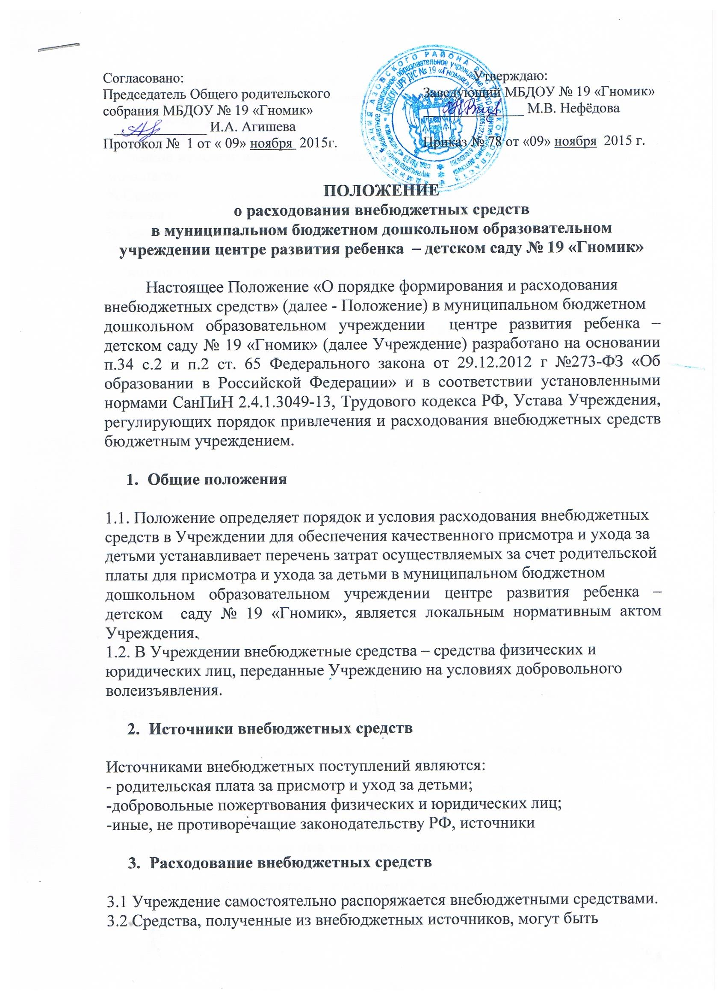 Согласовано:
Председатель Общего родительского
собрания МБДОУ № 19 «Гномик»
_____________ И.А. Агишева
Протокол № 1 от « 09» ноября 2015г.
Утверждаю:
Заведующий МБДОУ № 19 «Гномик»
_____________ М.В. Нефёдова
Приказ № 78 от «09» ноября 2015 г.
ПОЛОЖЕНИЕ
о расходования внебюджетных средств
в муниципальном бюджетном дошкольном образовательном
учреждении центре развития ребенка – детском саду № 19 «Гномик»
Настоящее Положение «О порядке формирования и расходования
внебюджетных средств» (далее - Положение) в муниципальном бюджетном
дошкольном образовательном учреждении центре развития ребенка –
детском саду № 19 «Гномик» (далее Учреждение) разработано на основании
п.34 с.2 и п.2 ст. 65 Федерального закона от 29.12.2012 г №273-ФЗ «Об
образовании в Российской Федерации» и в соответствии установленными
нормами СанПиН 2.4.1.3049-13, Трудового кодекса РФ, Устава Учреждения,
регулирующих порядок привлечения и расходования внебюджетных средств
бюджетным учреждением.
1. Общие положения
1.1. Положение определяет порядок и условия расходования внебюджетных
средств в Учреждении для обеспечения качественного присмотра и ухода за
детьми устанавливает перечень затрат осуществляемых за счет родительской
платы для присмотра и ухода за детьми в муниципальном бюджетном
дошкольном образовательном учреждении центре развития ребенка –
детском саду № 19 «Гномик», является локальным нормативным актом
Учреждения.
1.2. В Учреждении внебюджетные средства – средства физических и
юридических лиц, переданные Учреждению на условиях добровольного
волеизъявления.
2. Источники внебюджетных средств
Источниками внебюджетных поступлений являются:
- родительская плата за присмотр и уход за детьми;
-добровольные пожертвования физических и юридических лиц;
-иные, не противоречащие законодательству РФ, источники
3. Расходование внебюджетных средств
3.1 Учреждение самостоятельно распоряжается внебюджетными средствами.
3.2 Средства, полученные из внебюджетных источников, могут быть